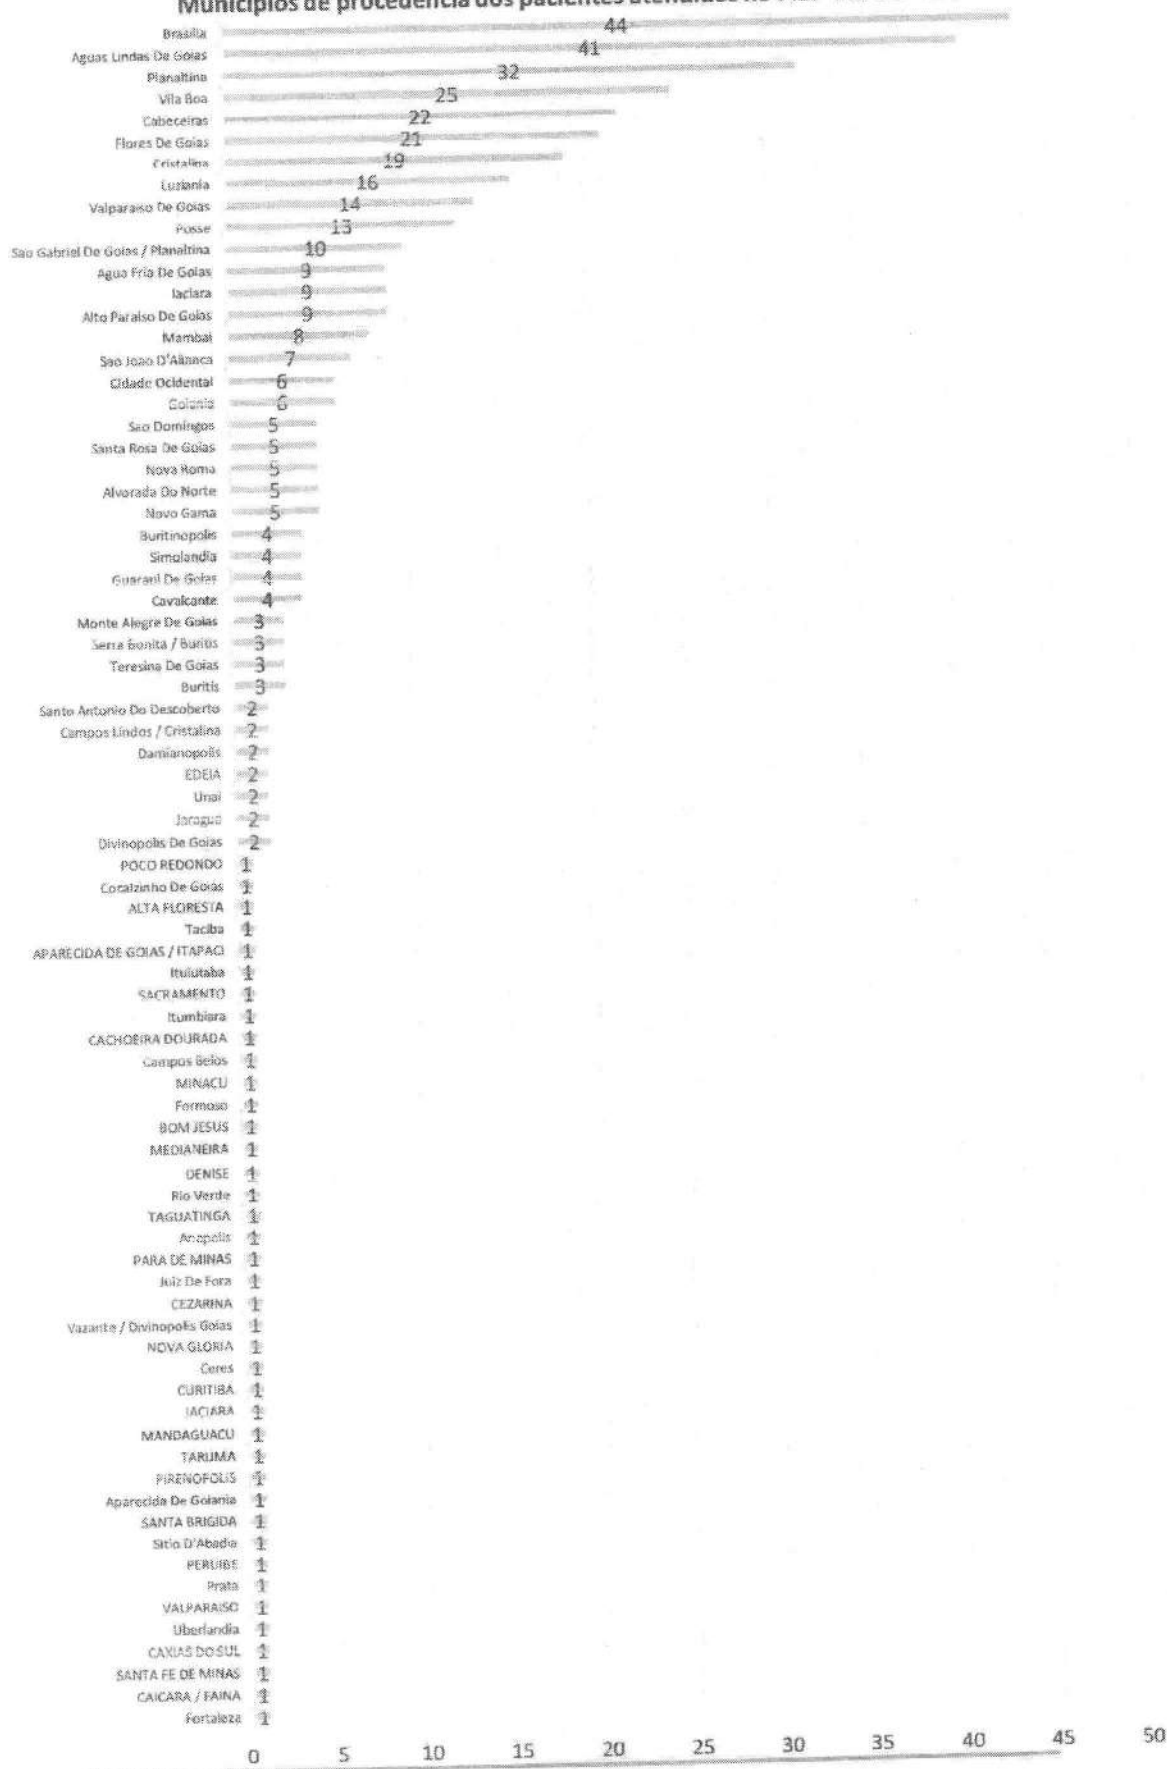 Municípios de procedência dos pacientes atendidos no
Brasília 44
Aguas Lindas De Goias 41
Planaltina 32
Vila Boa 25
Cabeceiras 22
Flores De Goias 21
Cristalina 19
Luziania 16
Valparaiso De Goias 14
Posse 13
Sao Gabriel De Goias / Planaltina 10
Agua Fria De Goias 9
Iaciara 9
Alto Paraiso De Goias 9
Mambai 8
Sao Joao D'Alianca 7
Cidade Ocidental 6
Goiania 6
Sao Domingos 5
Santa Rosa De Goias 5
Nova Roma 5
Alvorada Do Norte 5
Novo Gama 5
Buritinopolis 4
Simolandia 4
Guarani De Goias 4
Cavalcante 4
Monte Alegre De Goias 3
Serra Bonita / Buritis 3
Teresina De Goias 3
Buritis 3
Santo Antonio Do Descoberto 2
Campos Lindos / Cristalina 2
Damianopolis 2
EDEIA 2
Unai 2
Jaragua 2
Divinopolis De Goias 2
POCO REDONDO 1
Cocalzinho De Goias 1
ALTA FLORESTA 1
Taciba 1
APARECIDA DE GOIAS / ITAPACI 1
Ituiutaba 1
SACRAMENTO 1
Itumbiara 1
CACHOEIRA DOURADA 1
Campos Belos 1
MINACU 1
Formoso 1
BOM JESUS 1
MEDIANEIRA 1
DENISE 1
Rio Verde 1
TAGUATINGA 1
Anapolis 1
PARA DE MINAS 1
Juiz De Fora 1
CEZARINA 1
Vazante / Divinopolis Goias 1
NOVA GLORIA 1
Ceres 1
CURITIBA 1
IACIARA 1
MANDAGUACU 1
TARUMA 1
PIRENOPOLIS 1
Aparecida De Goiania 1
SANTA BRIGIDA 1
Sitio D'Abadia 1
PERUIBE 1
Prata 1
VALPARAISO 1
Uberlandia 1
CAXIAS DO SUL 1
SANTA FE DE MINAS 1
CAICARA / FAINA 1
Fortaleza 1
0 5 10 15 20 25 30 35 40 45 50